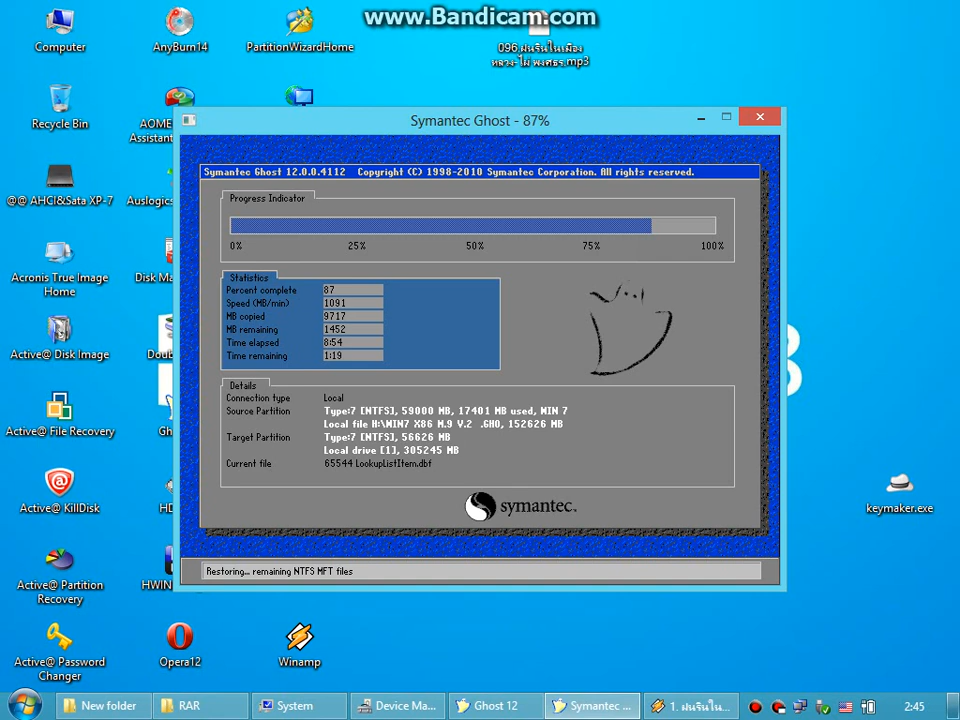 www.Bandicam.com
Computer
AnyBurn14
PartitionWizardHome
096.ฝนรินในเมือง
หลวง-ไผ่ พงศธร.mp3
Recycle Bin
AOME
Assistant
@@ AHCI&Sata XP-7
Auslogics
Acronis True Image
Home
Disk Ma
Active@ Disk Image
Doub
Active@ File Recovery
Gh
Active@ KillDisk
HD
keymaker.exe
Active@ Partition
Recovery
HWIN
Active@ Password
Changer
Opera12
Winamp
Symantec Ghost - 87%
Symantec Ghost 12.0.0.4112 Copyright (C) 1998-2010 Symantec Corporation. All rights reserved.
Progress Indicator
0% 25% 50% 75% 100%
Statistics
Percent complete 87
Speed (MB/min) 1091
MB copied 9717
MB remaining 1452
Time elapsed 8:54
Time remaining 1:19
Details
Connection type Local
Source Partition Type:7 [NTFS], 59000 MB, 17401 MB used, WIN 7
Local file H:\WIN7 X86 M.9 V.2 .GHO, 152626 MB
Target Partition Type:7 [NTFS], 56626 MB
Local drive [1], 305245 MB
Current file 65544 LookupListItem.dbf
symantec.
Restoring... remaining NTFS MFT files
New folder
RAR
System
Device Ma...
Ghost 12
Symantec ...
1. ฝนรินใน...
2:45